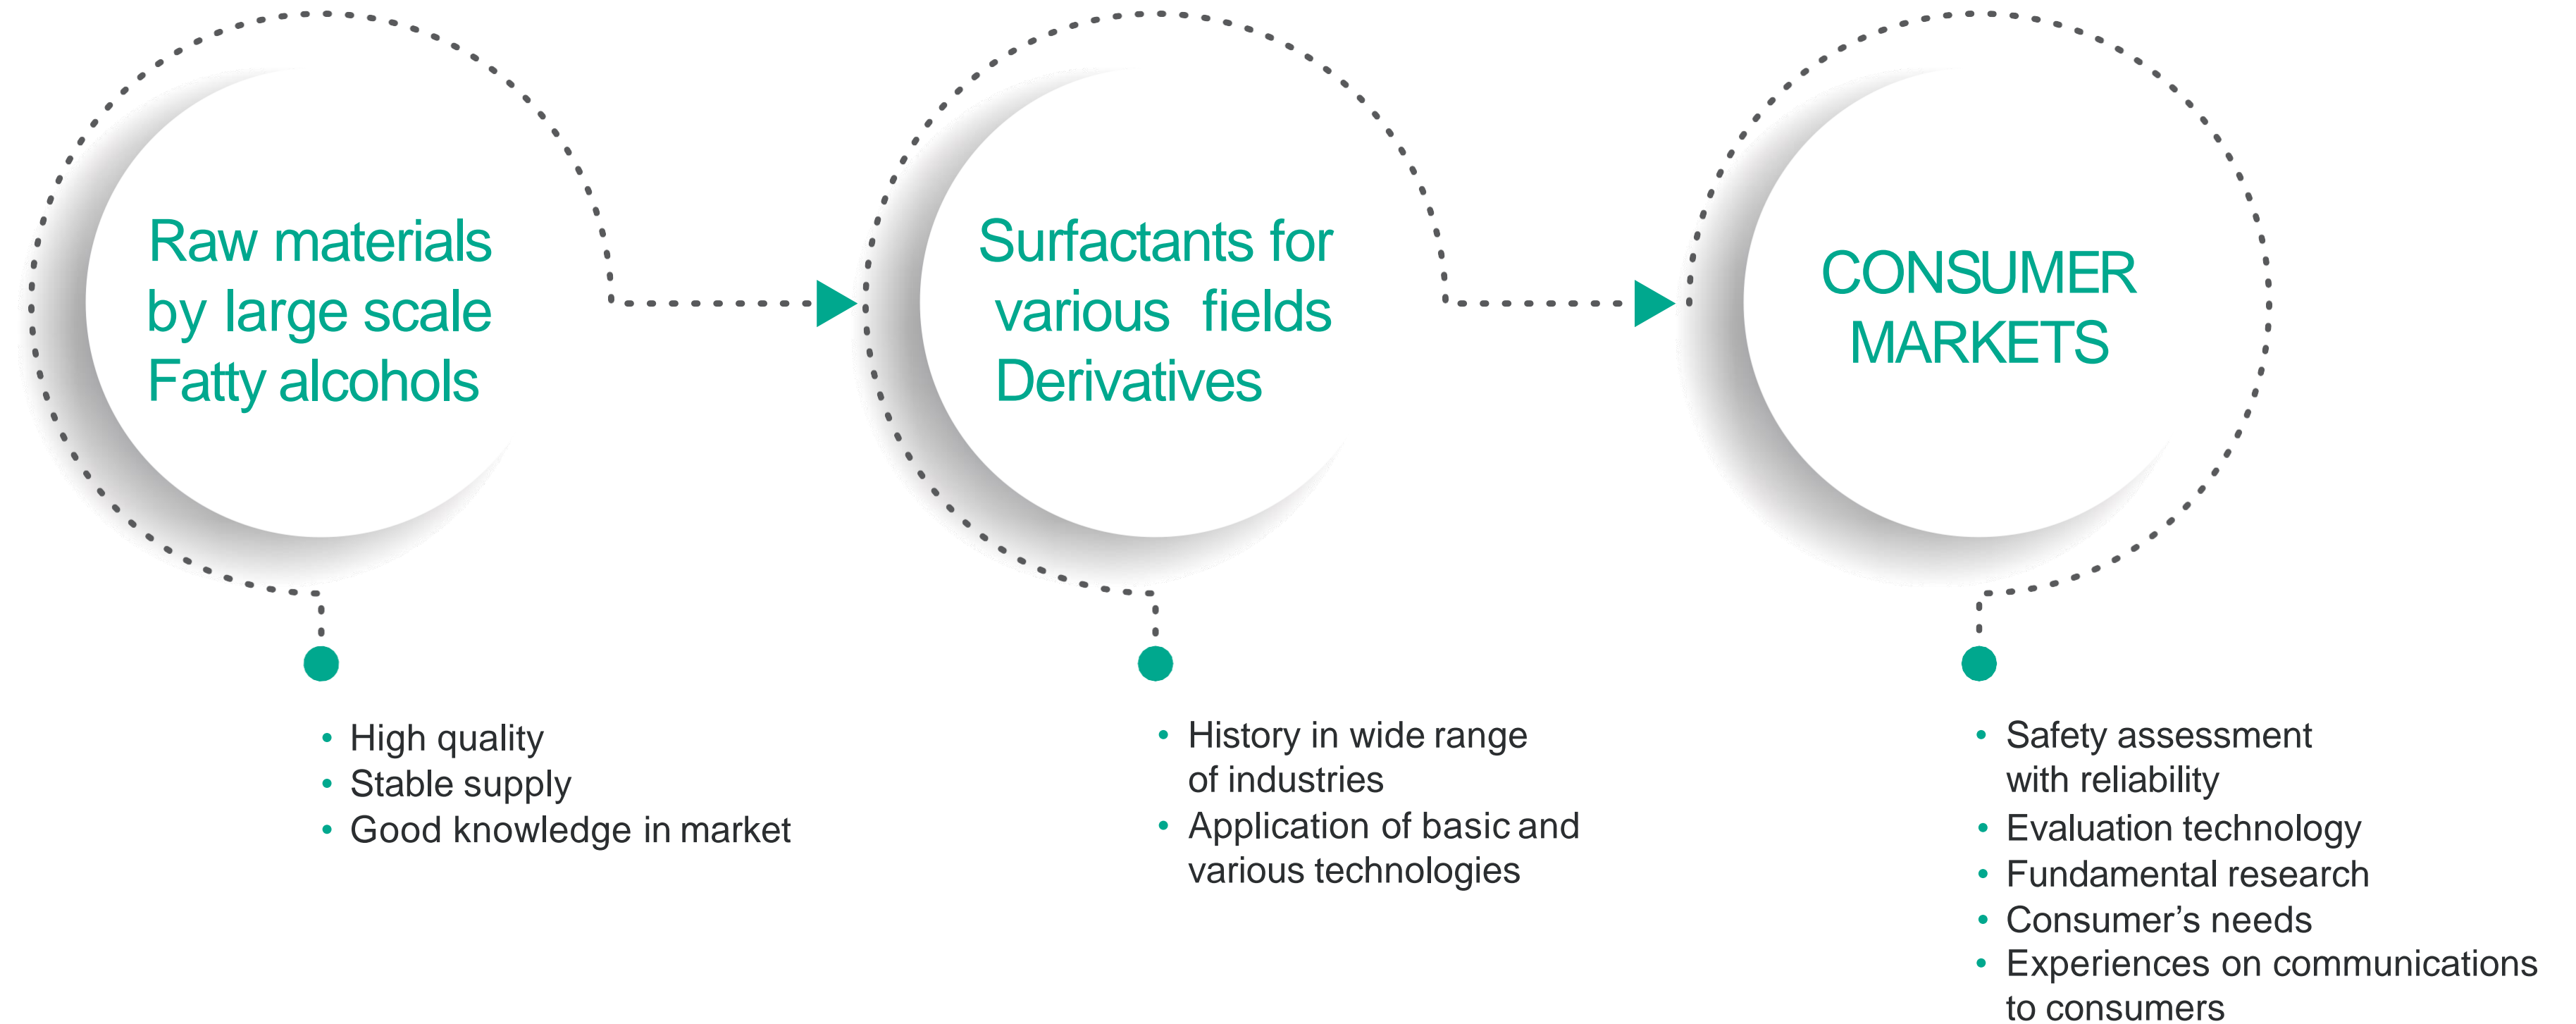 Raw materials
by large scale
Fatty alcohols
• High quality
• Stable supply
• Good knowledge in market
Surfactants for
various fields
Derivatives
• History in wide range
of industries
• Application of basic and
various technologies
CONSUMER
MARKETS
• Safety assessment
with reliability
• Evaluation technology
• Fundamental research
• Consumer’s needs
• Experiences on communications
to consumers